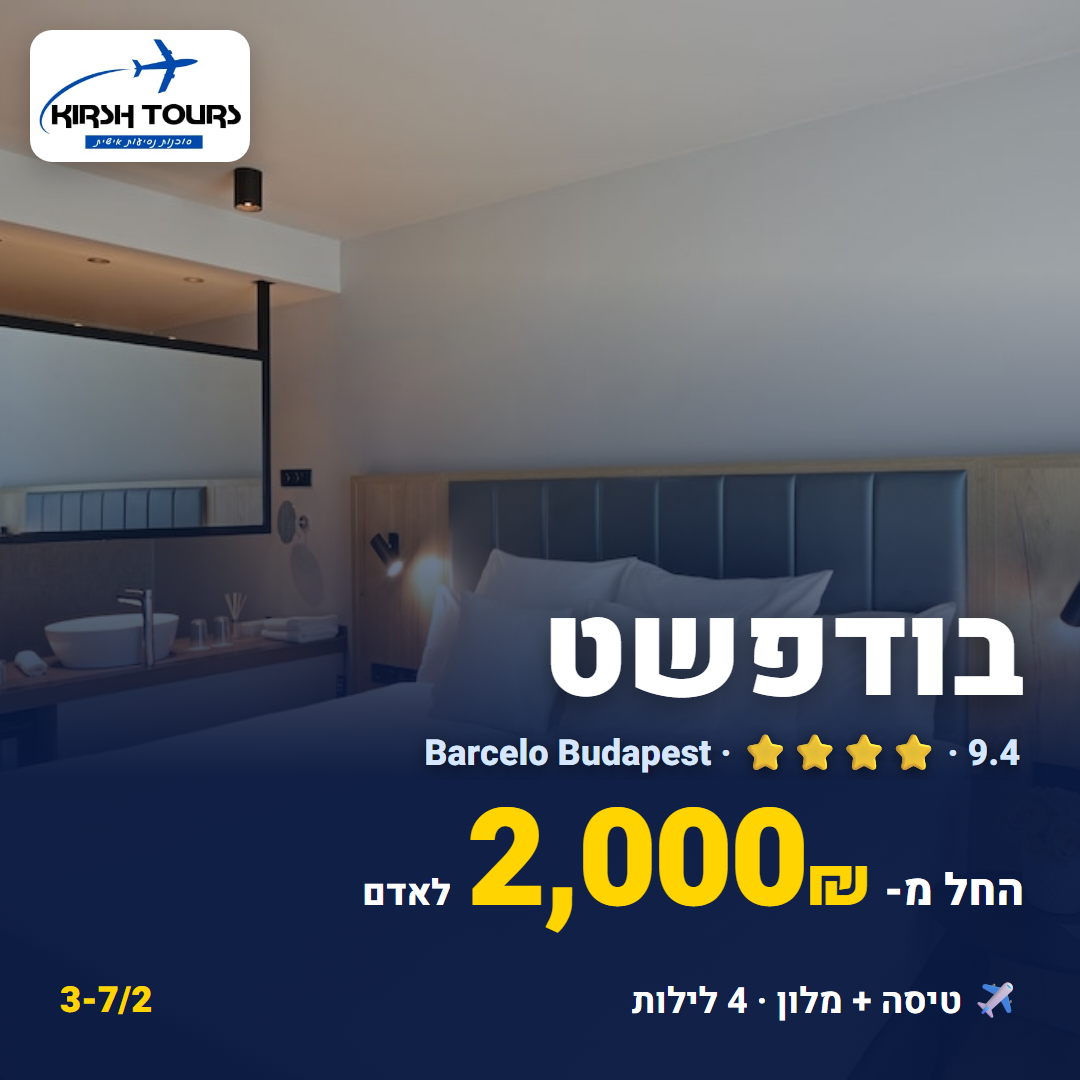 KIRSH TOURS
סוכנות נסיעות אישית
בודפשט
9.4 · ⭐⭐⭐⭐ · Barcelo Budapest
החל מ- ₪2,000 לאדם
✈️ טיסה + מלון · 4 לילות
3-7/2